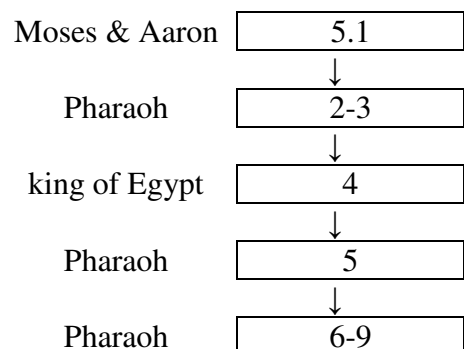 Moses & Aaron 5.1
↓
Pharaoh 2-3
↓
king of Egypt 4
↓
Pharaoh 5
↓
Pharaoh 6-9